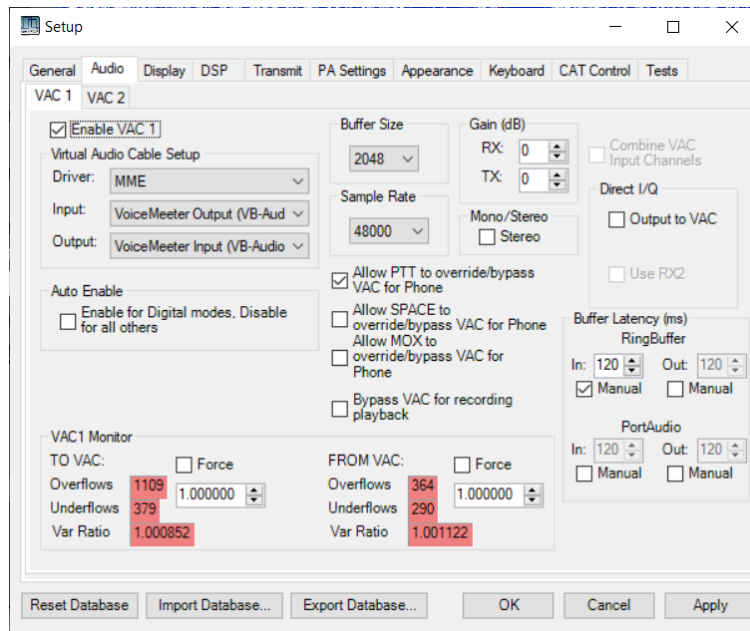 Setup
General Audio Display DSP Transmit PA Settings Appearance Keyboard CAT Control Tests
VAC 1 VAC 2
Enable VAC 1
Virtual Audio Cable Setup
Driver: MME
Input: VoiceMeeter Output (VB-Aud
Output: VoiceMeeter Input (VB-Audio
Auto Enable
Enable for Digital modes, Disable
for all others
Buffer Size
2048
Sample Rate
48000
Gain (dB)
RX: 0
TX: 0
Mono/Stereo
Stereo
Combine VAC
Input Channels
Direct I/Q
Output to VAC
Use RX2
Allow PTT to override/bypass
VAC for Phone
Allow SPACE to
override/bypass VAC for Phone
Allow MOX to
override/bypass VAC for
Phone
Bypass VAC for recording
playback
Buffer Latency (ms)
RingBuffer
In: 120 Out: 120
Manual Manual
PortAudio
In: 120 Out: 120
Manual Manual
VAC1 Monitor
TO VAC: Force
Overflows 1109 1.000000
Underflows 379
Var Ratio 1.000852
FROM VAC: Force
Overflows 364 1.000000
Underflows 290
Var Ratio 1.001122
Reset Database Import Database... Export Database... OK Cancel Apply